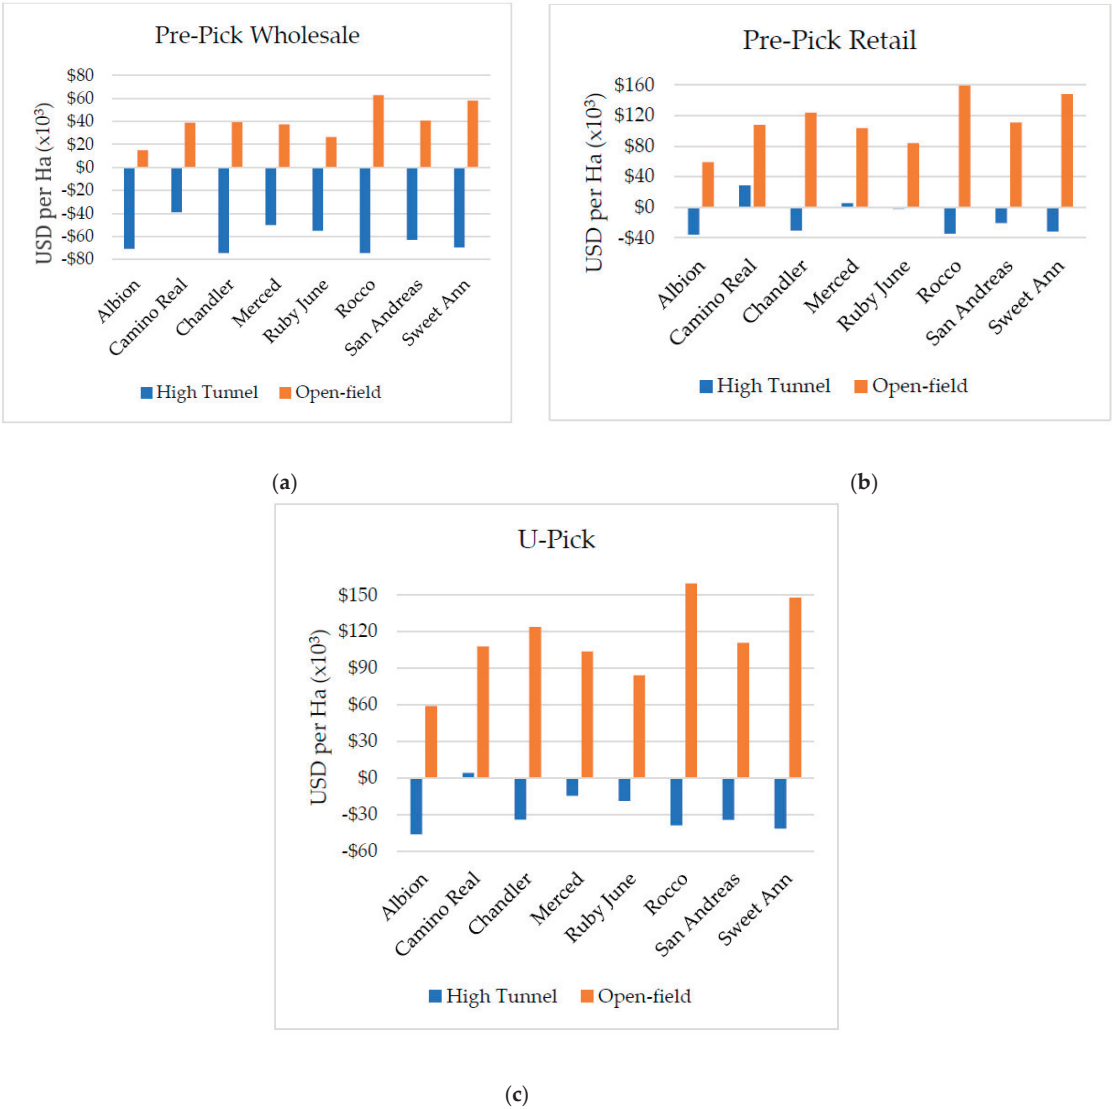 Pre-Pick Wholesale
USD per Ha (x10³)
$80
$60
$40
$20
$0
-$20
-$40
-$60
-$80
Albion
Camino Real
Chandler
Merced
Ruby June
Rocco
San Andreas
Sweet Ann
High Tunnel
Open-field
(a)
Pre-Pick Retail
USD per Ha (x10³)
$160
$120
$80
$40
$0
-$40
Albion
Camino Real
Chandler
Merced
Ruby June
Rocco
San Andreas
Sweet Ann
High Tunnel
Open-field
(b)
U-Pick
USD per Ha (x10³)
$150
$120
$90
$60
$30
$0
-$30
-$60
Albion
Camino Real
Chandler
Merced
Ruby June
Rocco
San Andreas
Sweet Ann
High Tunnel
Open-field
(c)